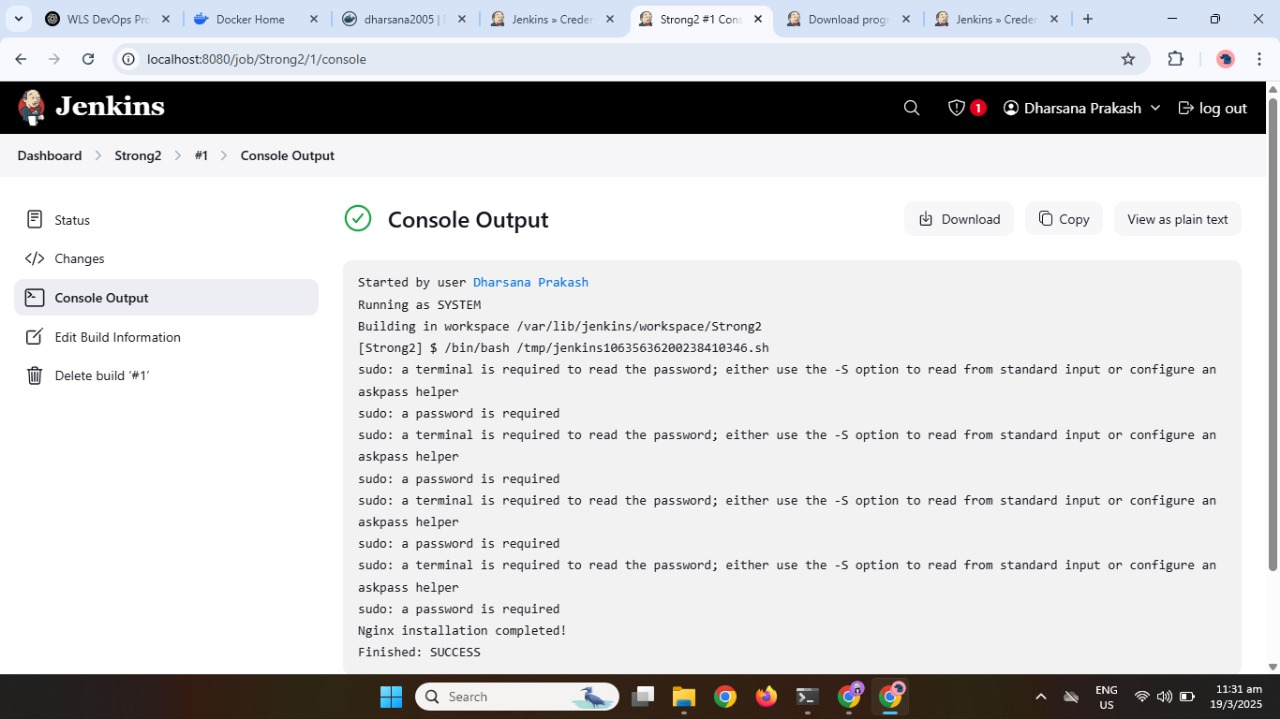 WLS DevOps Pro
Docker Home
dharsana2005 | D
Jenkins » Creden
Strong2 #1 Cons
Download prog
Jenkins » Creden
localhost:8080/job/Strong2/1/console
Jenkins
1
Dharsana Prakash
log out
Dashboard
Strong2
#1
Console Output
Status
Changes
Console Output
Edit Build Information
Delete build ‘#1’
Console Output
Download
Copy
View as plain text
Started by user Dharsana Prakash
Running as SYSTEM
Building in workspace /var/lib/jenkins/workspace/Strong2
[Strong2] $ /bin/bash /tmp/jenkins10635636200238410346.sh
sudo: a terminal is required to read the password; either use the -S option to read from standard input or configure an
askpass helper
sudo: a password is required
sudo: a terminal is required to read the password; either use the -S option to read from standard input or configure an
askpass helper
sudo: a password is required
sudo: a terminal is required to read the password; either use the -S option to read from standard input or configure an
askpass helper
sudo: a password is required
sudo: a terminal is required to read the password; either use the -S option to read from standard input or configure an
askpass helper
sudo: a password is required
Nginx installation completed!
Finished: SUCCESS
Search
ENG
US
11:31 am
19/3/2025